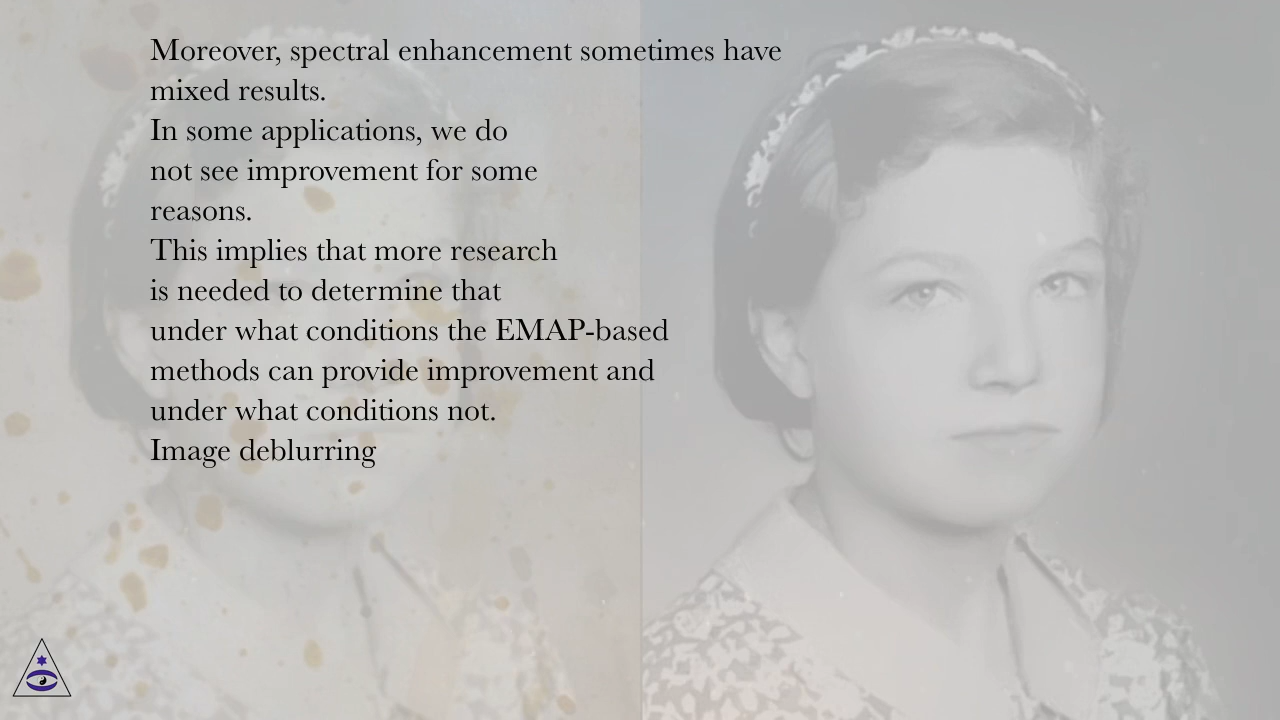 Moreover, spectral enhancement sometimes have
mixed results.
In some applications, we do
not see improvement for some
reasons.
This implies that more research
is needed to determine that
under what conditions the EMAP-based
methods can provide improvement and
under what conditions not.
Image deblurring